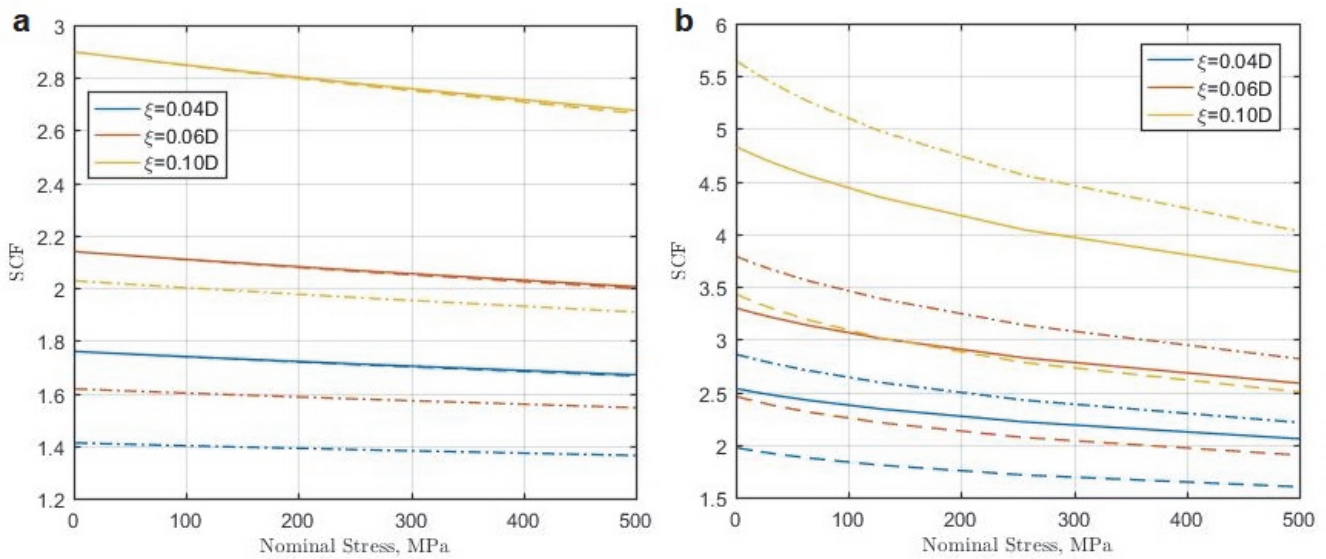 a
3
2.8
2.6
2.4
2.2
2
1.8
1.6
1.4
1.2
SCF
ξ=0.04D
ξ=0.06D
ξ=0.10D
0 100 200 300 400 500
Nominal Stress, MPa
b
6
5.5
5
4.5
4
3.5
3
2.5
2
1.5
SCF
ξ=0.04D
ξ=0.06D
ξ=0.10D
0 100 200 300 400 500
Nominal Stress, MPa